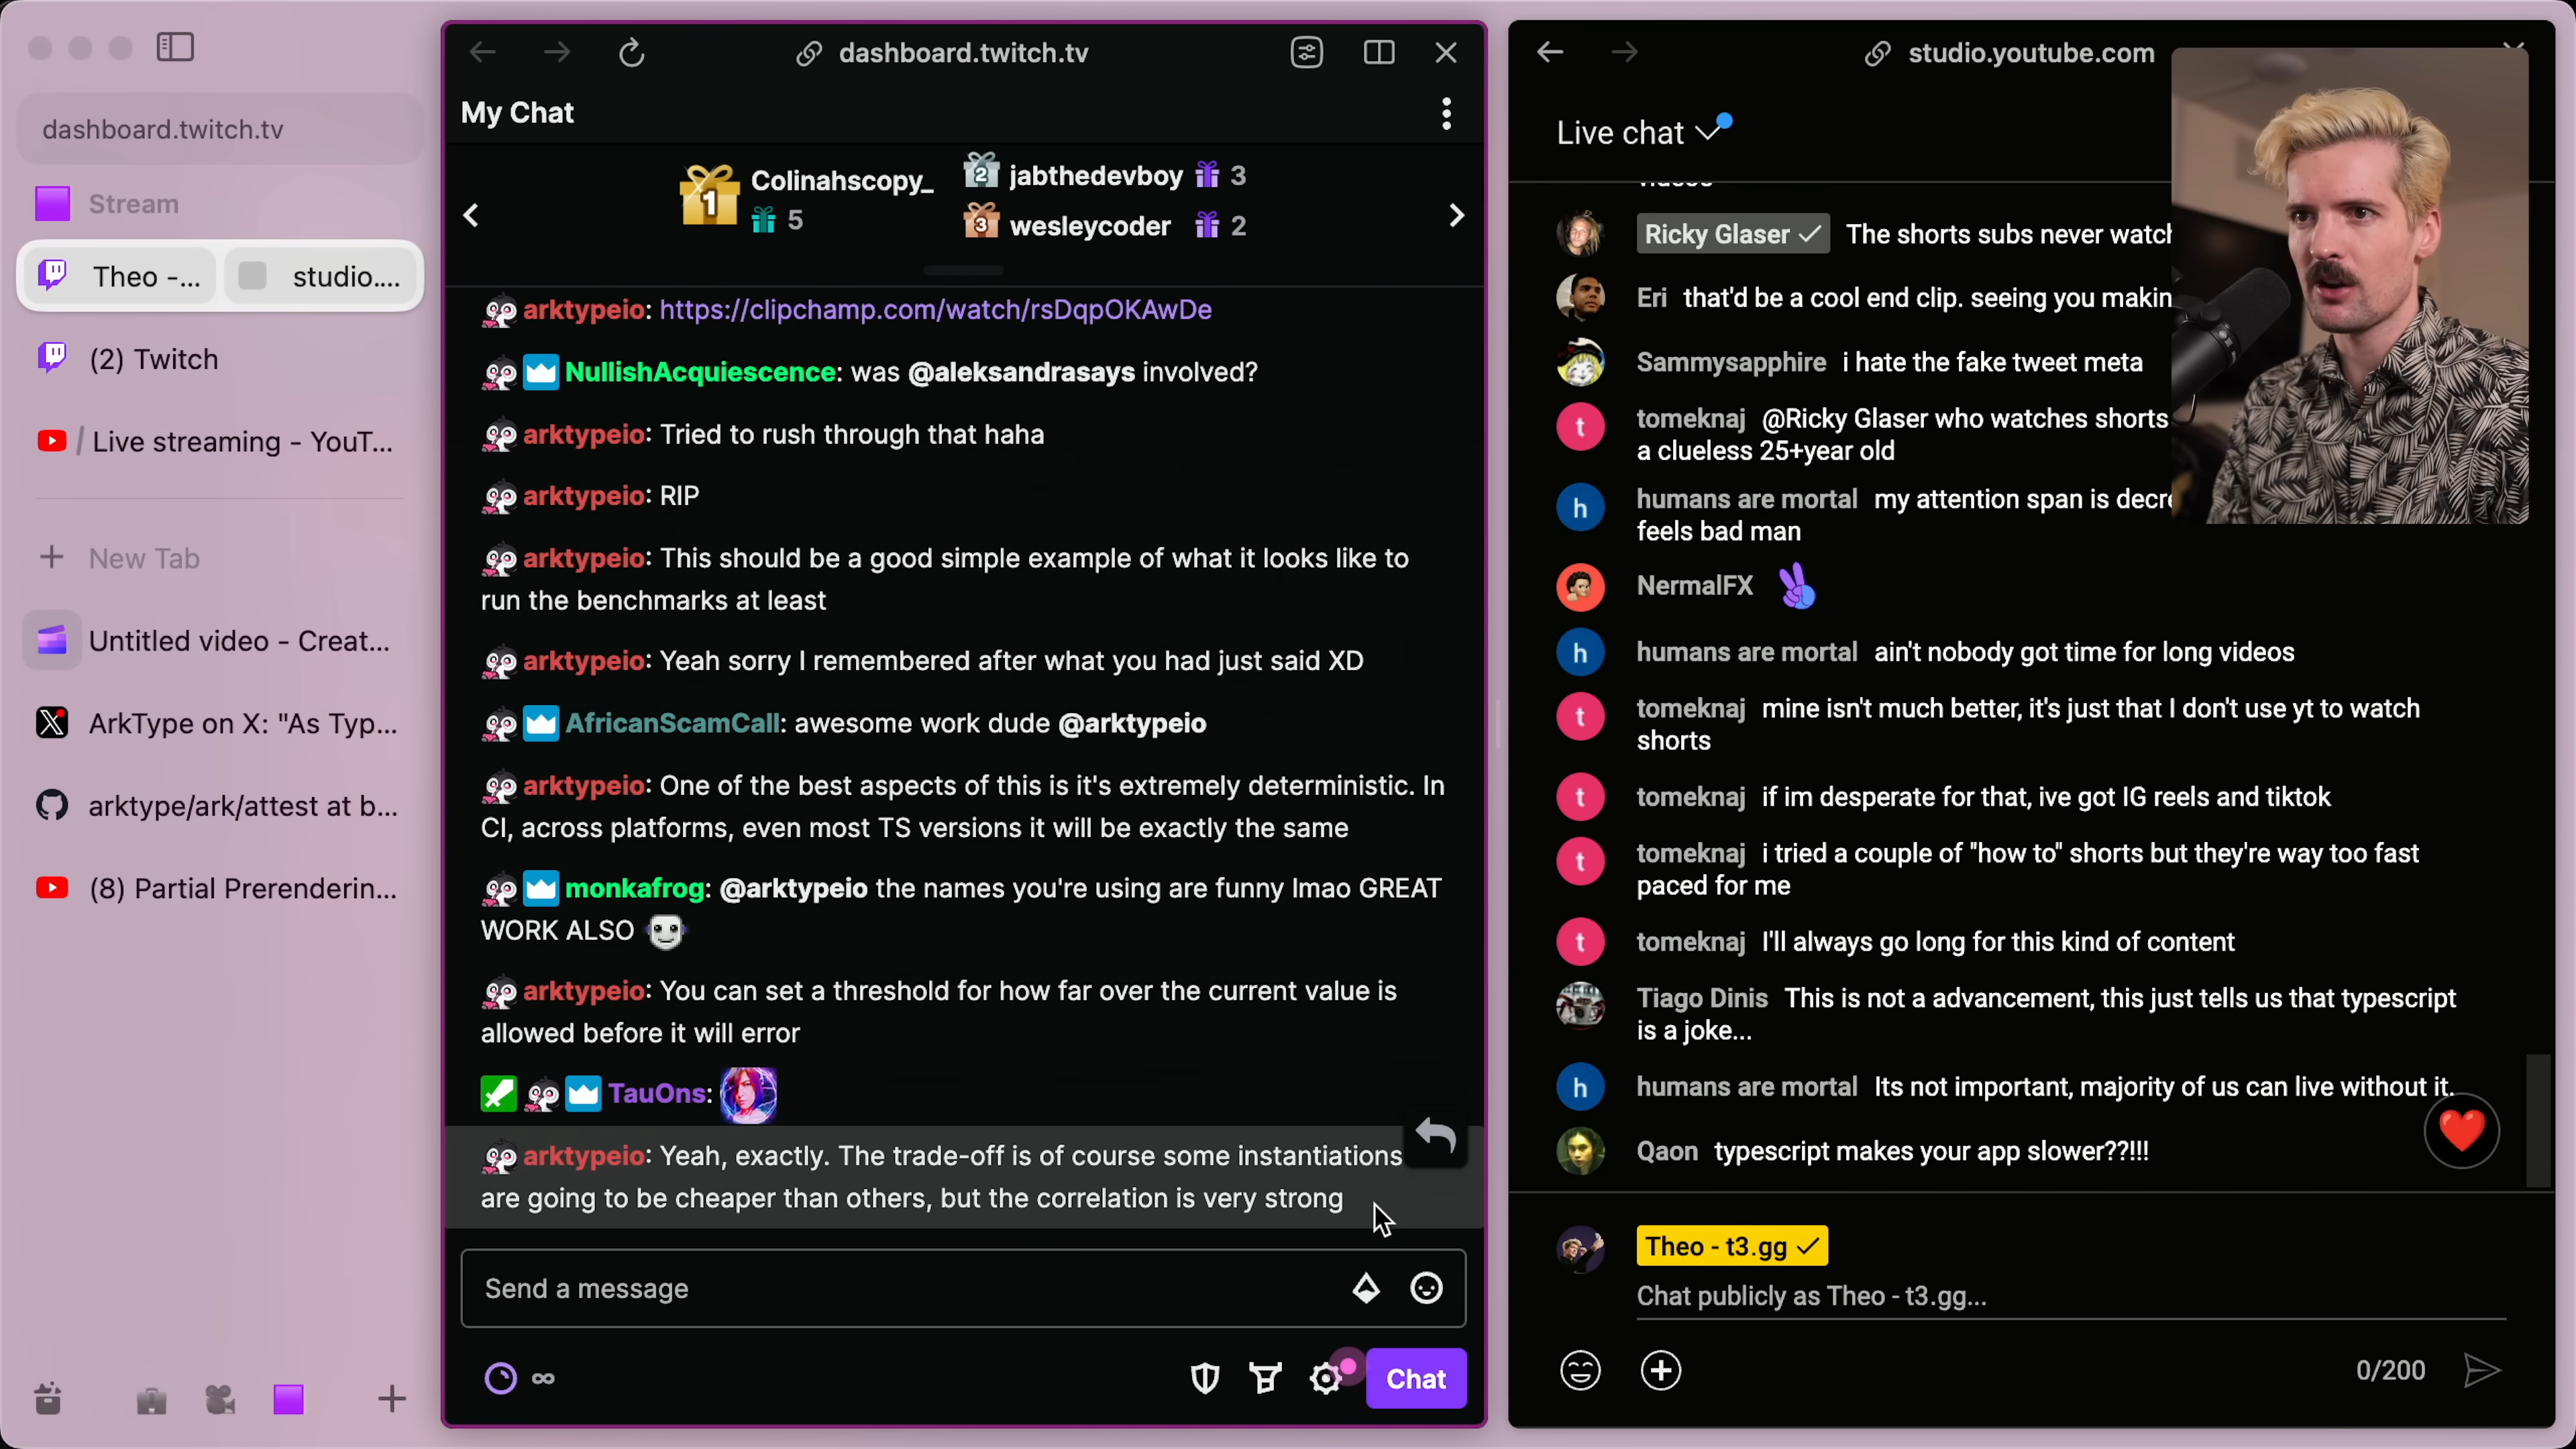 dashboard.twitch.tv
Stream
Theo -...
studio....
(2) Twitch
/ Live streaming - YouT...
+ New Tab
Untitled video - Creat...
ArkType on X: "As Typ...
arktype/ark/attest at b...
(8) Partial Prerenderin...
dashboard.twitch.tv
My Chat
1
Colinahscopy_
5
2 jabthedevboy 3
3 wesleycoder 2
arktypeio: https://clipchamp.com/watch/rsDqpOKAwDe
NullishAcquiescence: was @aleksandrasays involved?
arktypeio: Tried to rush through that haha
arktypeio: RIP
arktypeio: This should be a good simple example of what it looks like to
run the benchmarks at least
arktypeio: Yeah sorry I remembered after what you had just said XD
AfricanScamCall: awesome work dude @arktypeio
arktypeio: One of the best aspects of this is it's extremely deterministic. In
CI, across platforms, even most TS versions it will be exactly the same
monkafrog: @arktypeio the names you're using are funny lmao GREAT
WORK ALSO
arktypeio: You can set a threshold for how far over the current value is
allowed before it will error
TauOns:
arktypeio: Yeah, exactly. The trade-off is of course some instantiations
are going to be cheaper than others, but the correlation is very strong
Send a message
Chat
studio.youtube.com
Live chat
Ricky Glaser The shorts subs never watch
Eri that'd be a cool end clip. seeing you makin
Sammysapphire i hate the fake tweet meta
t tomeknaj @Ricky Glaser who watches shorts
a clueless 25+year old
h humans are mortal my attention span is decre
feels bad man
NermalFX
h humans are mortal ain't nobody got time for long videos
t tomeknaj mine isn't much better, it's just that I don't use yt to watch
shorts
t tomeknaj if im desperate for that, ive got IG reels and tiktok
t tomeknaj i tried a couple of "how to" shorts but they're way too fast
paced for me
t tomeknaj I'll always go long for this kind of content
Tiago Dinis This is not a advancement, this just tells us that typescript
is a joke...
h humans are mortal Its not important, majority of us can live without it.
Qaon typescript makes your app slower??!!!
Theo - t3.gg
Chat publicly as Theo - t3.gg...
0/200